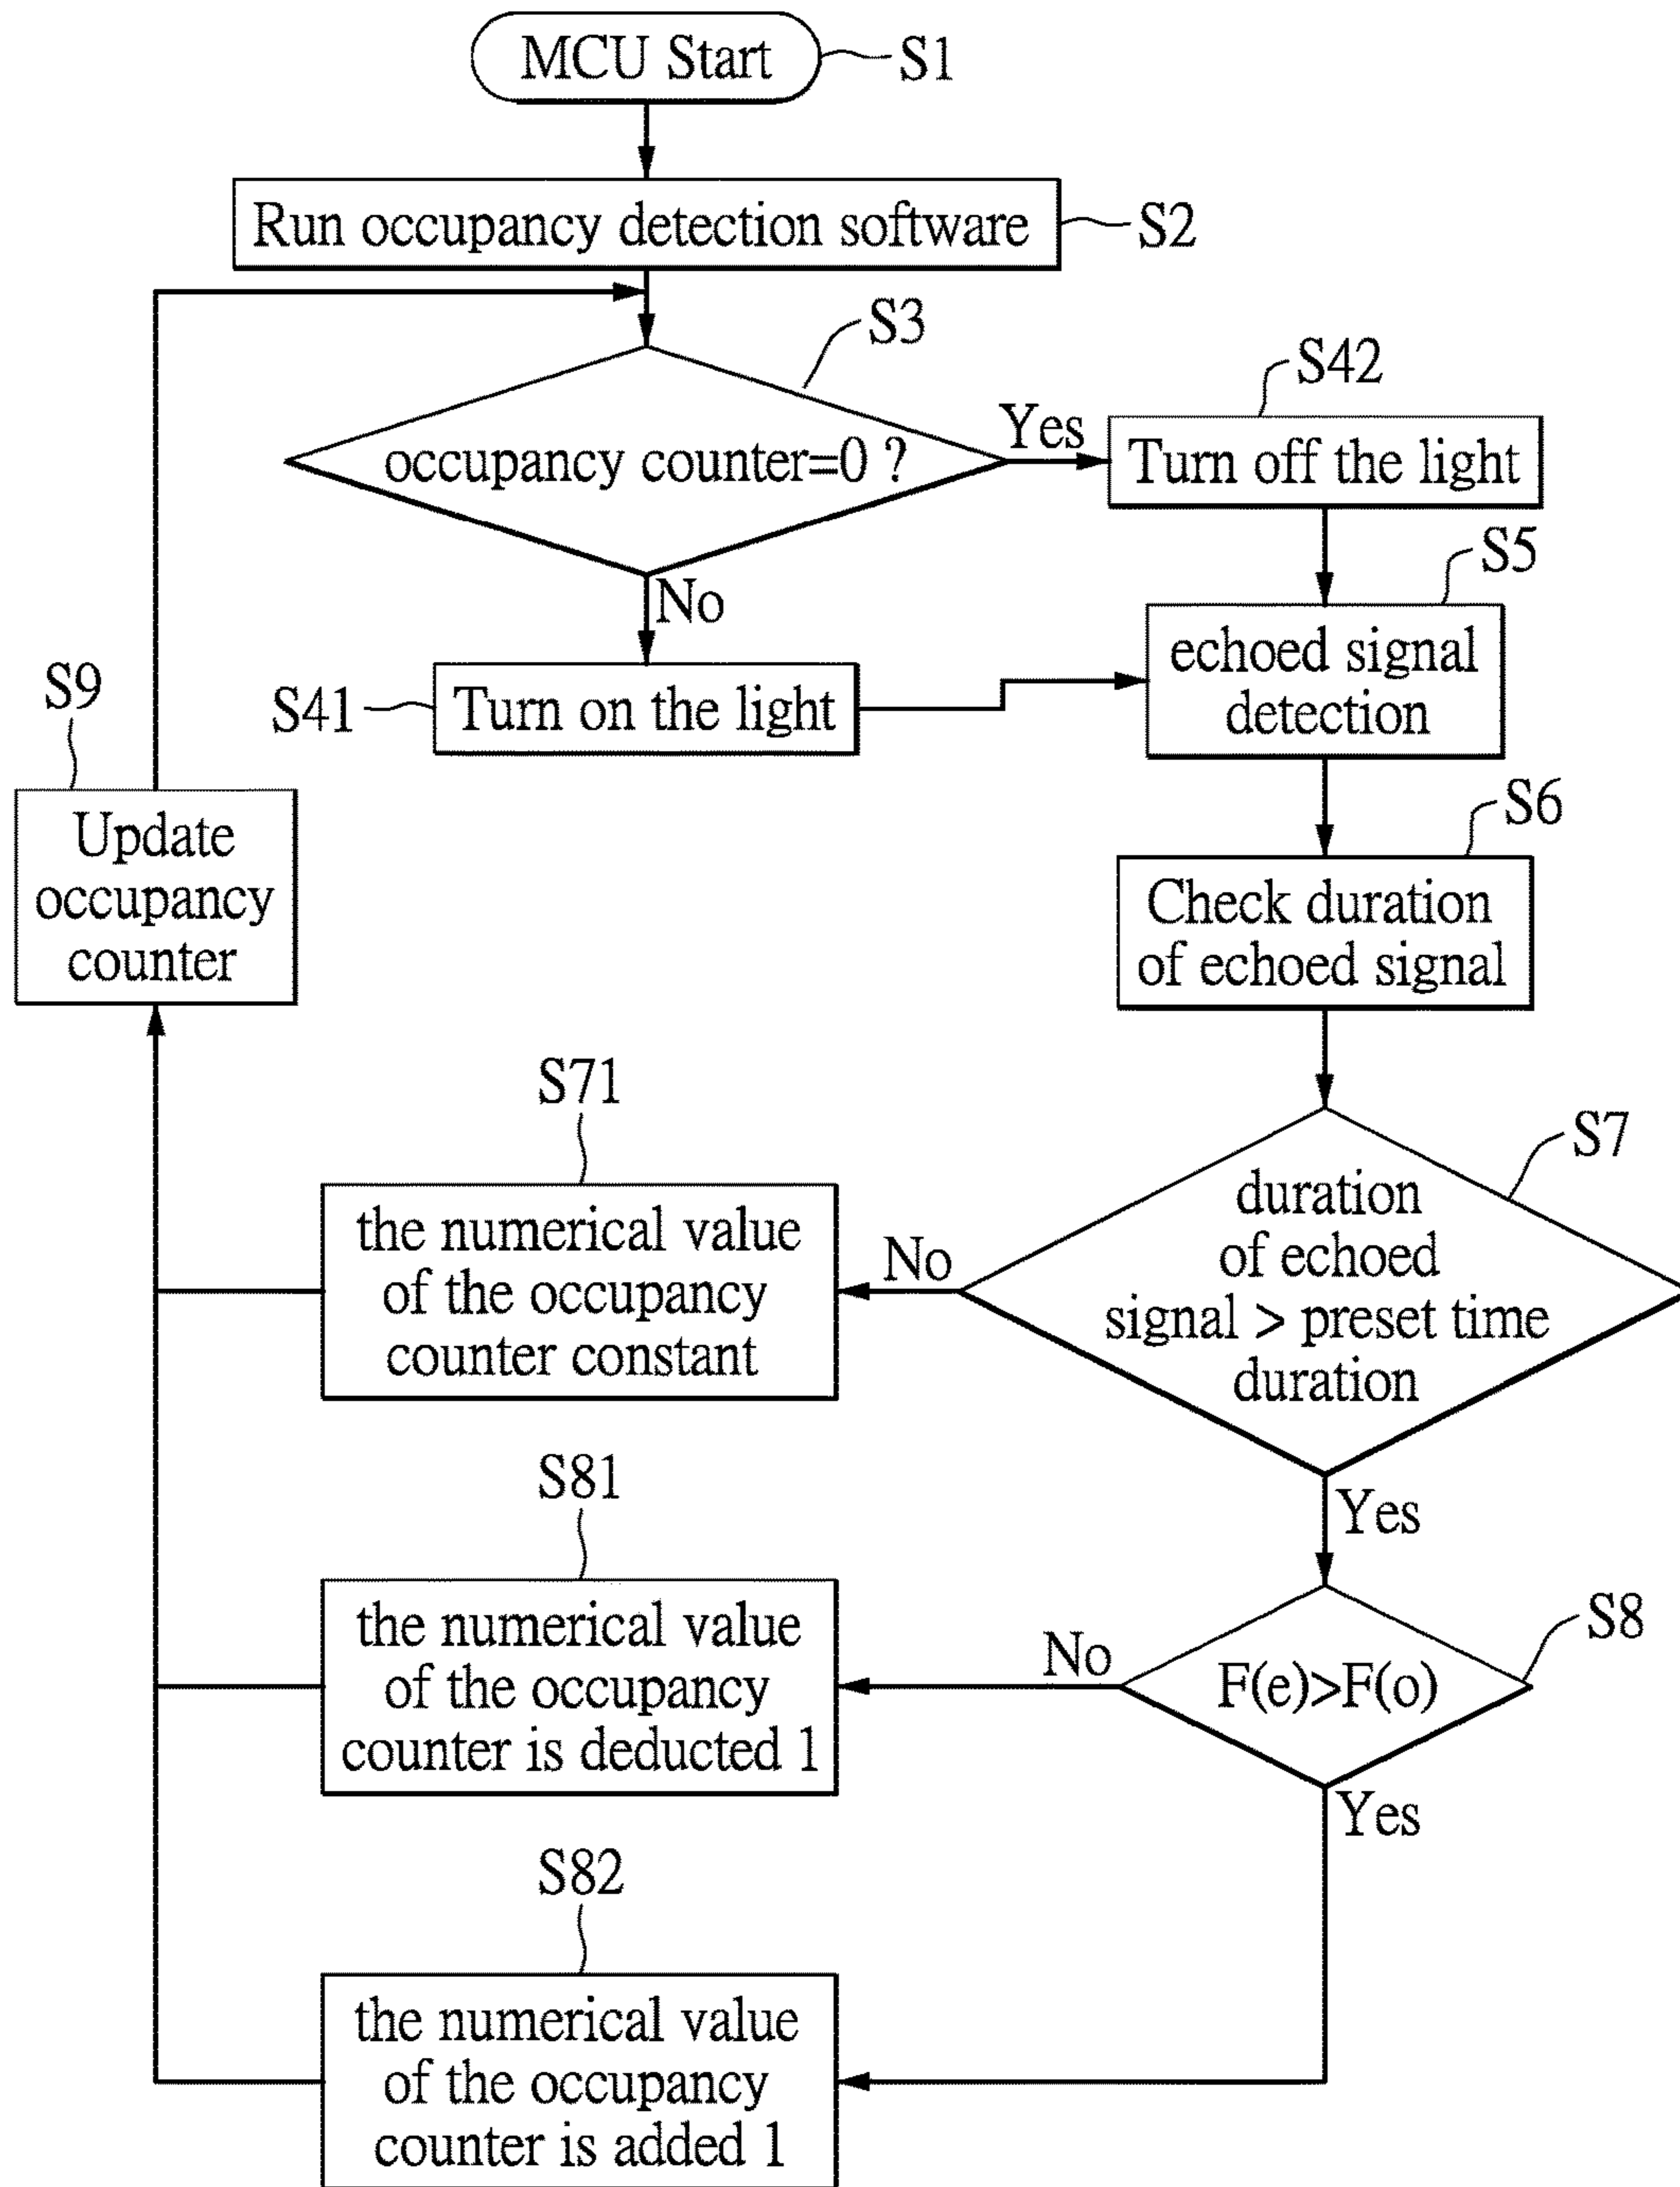 MCU Start
S1
Run occupancy detection software
S2
S3
occupancy counter=0 ?
Yes
S42
Turn off the light
No
S41
Turn on the light
S5
echoed signal
detection
S9
Update
occupancy
counter
S6
Check duration
of echoed signal
S7
duration
of echoed
signal > preset time
duration
No
S71
the numerical value
of the occupancy
counter constant
Yes
S8
F(e)>F(o)
No
S81
the numerical value
of the occupancy
counter is deducted 1
Yes
S82
the numerical value
of the occupancy
counter is added 1